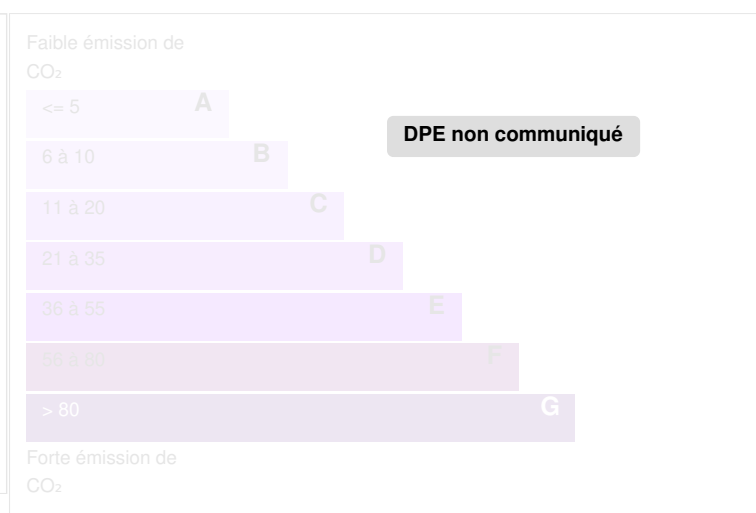 Faible émission de
CO₂
<= 5 A
DPE non communiqué
6 à 10 B
11 à 20 C
21 à 35 D
36 à 55 E
56 à 80 F
> 80 G
Forte émission de
CO₂